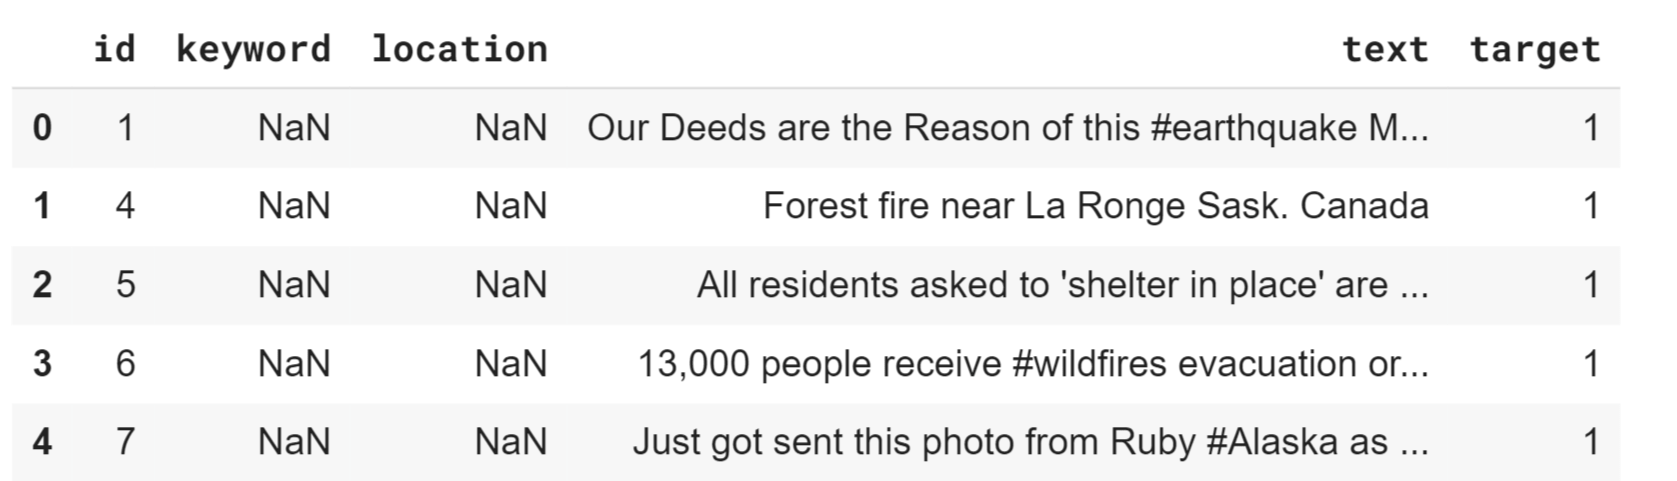 id keyword location text target
0 1 NaN NaN Our Deeds are the Reason of this #earthquake M... 1
1 4 NaN NaN Forest fire near La Ronge Sask. Canada 1
2 5 NaN NaN All residents asked to 'shelter in place' are ... 1
3 6 NaN NaN 13,000 people receive #wildfires evacuation or... 1
4 7 NaN NaN Just got sent this photo from Ruby #Alaska as ... 1